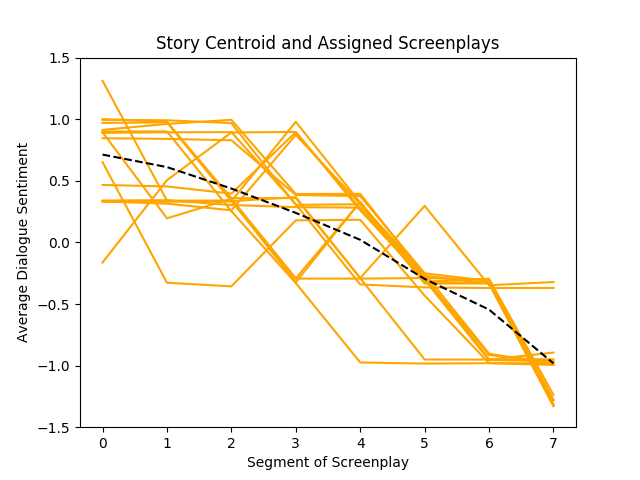 Story Centroid and Assigned Screenplays
1.5
1.0
0.5
0.0
−0.5
−1.0
−1.5
Average Dialogue Sentiment
0 1 2 3 4 5 6 7
Segment of Screenplay